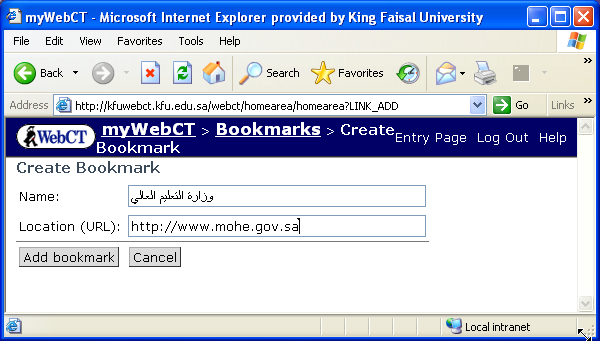 myWebCT - Microsoft Internet Explorer provided by King Faisal University
File Edit View Favorites Tools Help
Back Search Favorites
Address http://kfuwebct.kfu.edu.sa/webct/homearea/homearea?LINK_ADD Go Links
WebCT myWebCT > Bookmarks > Create Bookmark Entry Page Log Out Help
Create Bookmark
Name: وزارة التعليم العالي
Location (URL): http://www.mohe.gov.sa
Add bookmark Cancel
Local intranet